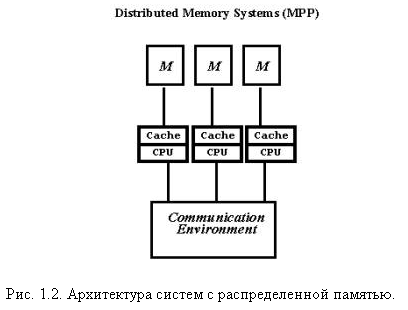 Distributed Memory Systems (MPP)
M M M
Cache Cache Cache
CPU CPU CPU
Communication
Environment
Рис. 1.2. Архитектура систем с распределенной памятью.